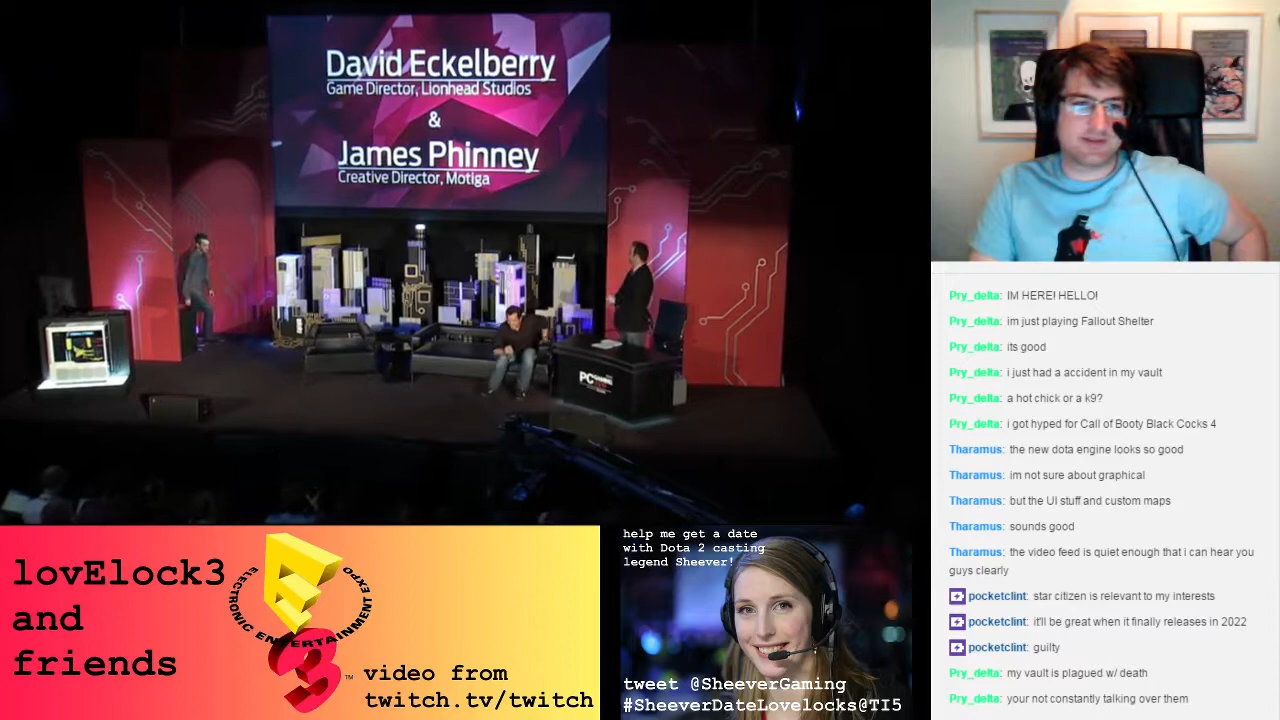 David Eckelberry
Game Director, Lionhead Studios
&
James Phinney
Creative Director, Motiga
PC GAMING
Pry_delta: IM HERE! HELLO!
Pry_delta: im just playing Fallout Shelter
Pry_delta: its good
Pry_delta: i just had a accident in my vault
Pry_delta: a hot chick or a k9?
Pry_delta: i got hyped for Call of Booty Black Cocks 4
Tharamus: the new dota engine looks so good
Tharamus: im not sure about graphical
Tharamus: but the UI stuff and custom maps
Tharamus: sounds good
Tharamus: the video feed is quiet enough that i can hear you
guys clearly
pocketclint: star citizen is relevant to my interests
pocketclint: it'll be great when it finally releases in 2022
pocketclint: guilty
Pry_delta: my vault is plagued w/ death
Pry_delta: your not constantly talking over them
lovElock3
and
friends
E3
ELECTRONIC ENTERTAINMENT EXPO
TM
video from
twitch.tv/twitch
help me get a date
with Dota 2 casting
legend Sheever!
tweet @SheeverGaming
#SheeverDateLovelocks@TI5